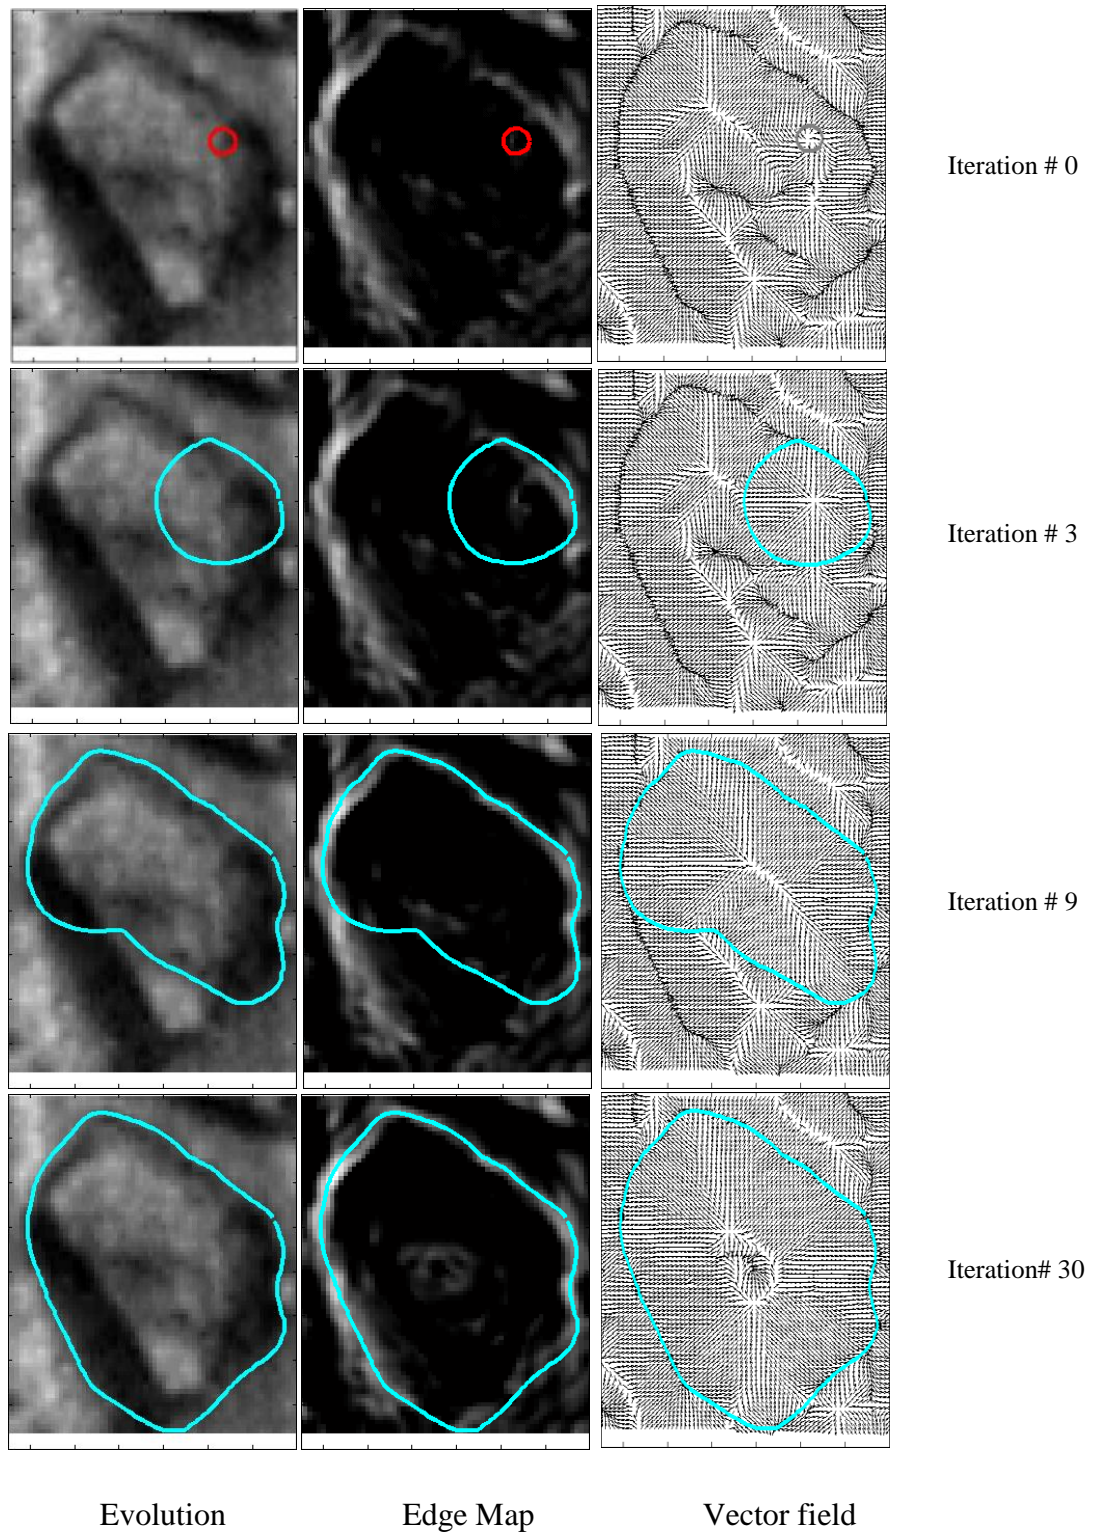 Iteration # 0
Iteration # 3
Iteration # 9
Iteration# 30
Evolution Edge Map Vector field